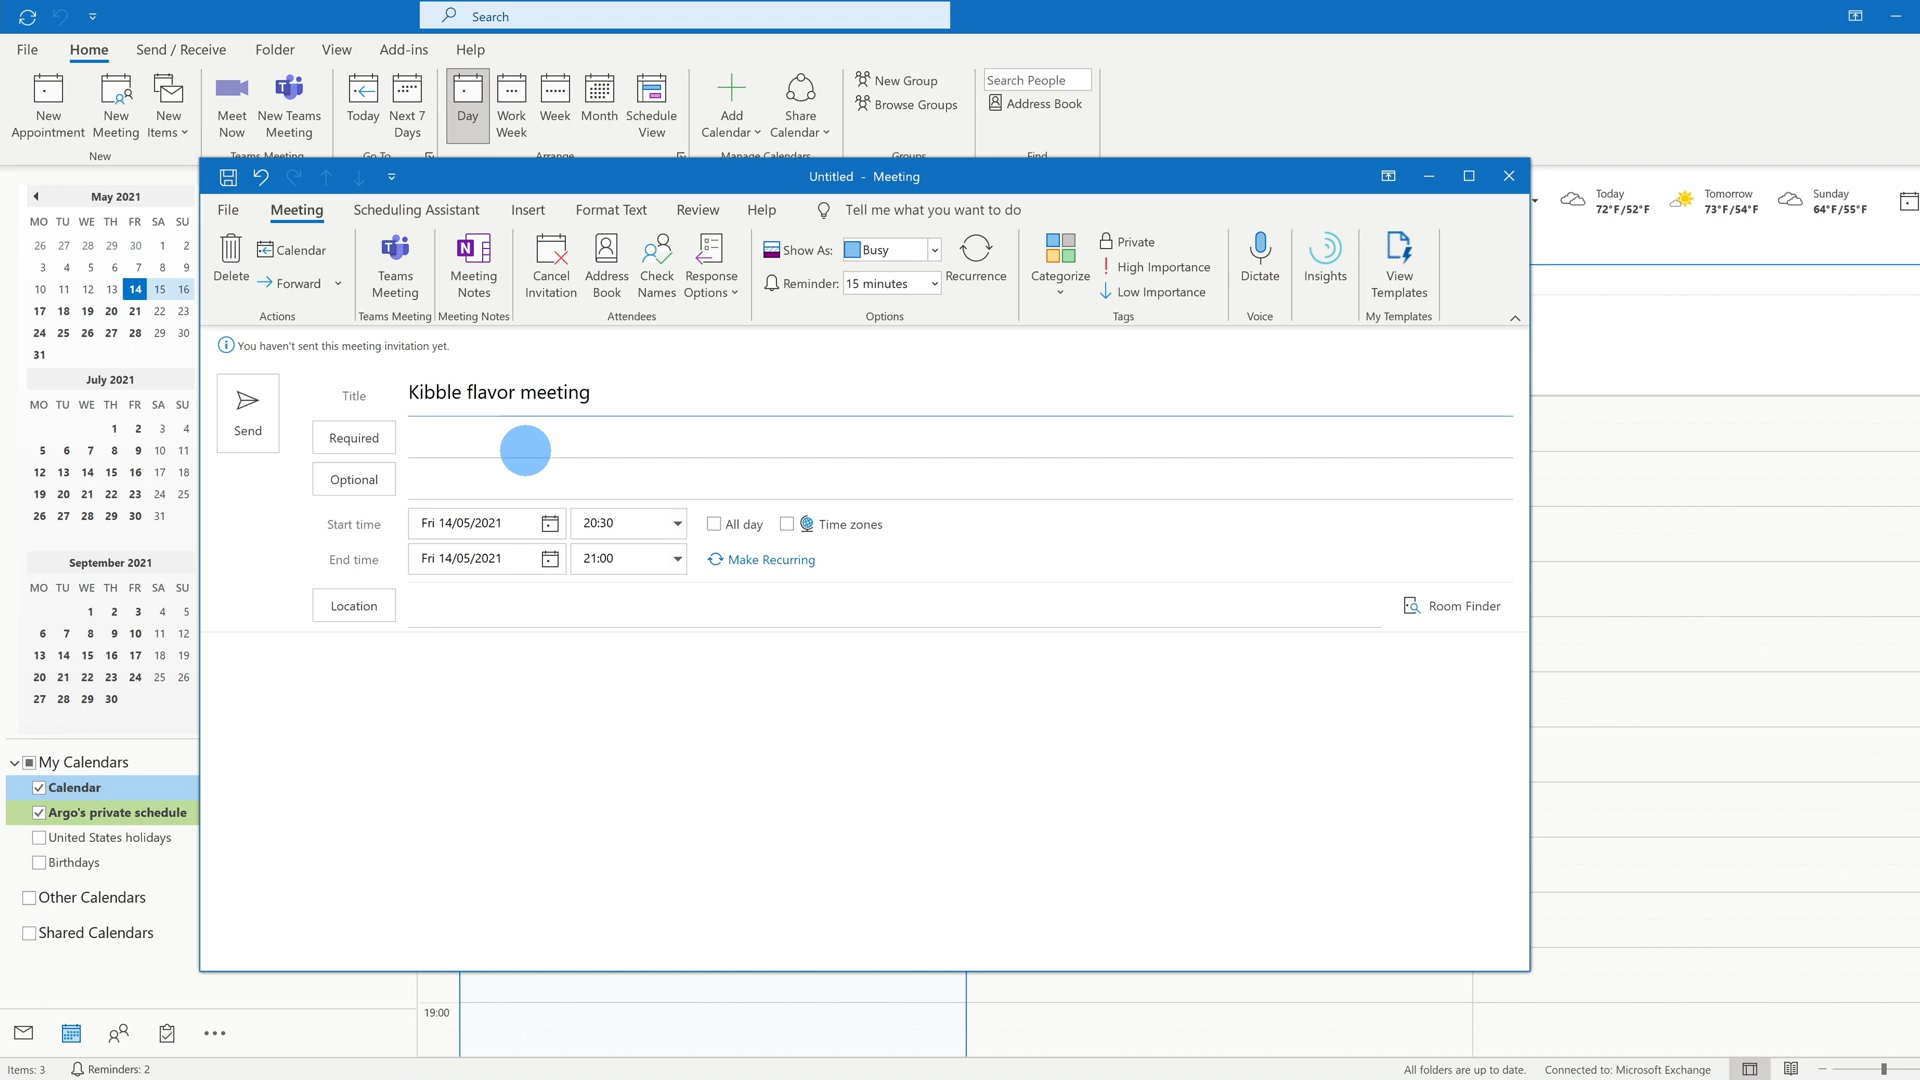 Search
File Home Send / Receive Folder View Add-ins Help
New Appointment
New Meeting
New Items
New
Meet Now
New Teams Meeting
Teams Meeting
Today
Next 7 Days
Go To
Day
Work Week
Week
Month
Schedule View
Arrange
Add Calendar
Share Calendar
Manage Calendars
New Group
Browse Groups
Groups
Search People
Address Book
Find
May 2021
MO TU WE TH FR SA SU
26 27 28 29 30 1 2
3 4 5 6 7 8 9
10 11 12 13 14 15 16
17 18 19 20 21 22 23
24 25 26 27 28 29 30
31
July 2021
MO TU WE TH FR SA SU
1 2 3 4
5 6 7 8 9 10 11
12 13 14 15 16 17 18
19 20 21 22 23 24 25
26 27 28 29 30 31
September 2021
MO TU WE TH FR SA SU
1 2 3 4 5
6 7 8 9 10 11 12
13 14 15 16 17 18 19
20 21 22 23 24 25 26
27 28 29 30
My Calendars
Calendar
Argo's private schedule
United States holidays
Birthdays
Other Calendars
Shared Calendars
Untitled - Meeting
File Meeting Scheduling Assistant Insert Format Text Review Help Tell me what you want to do
Delete
Calendar
Forward
Actions
Teams Meeting
Teams Meeting
Meeting Notes
Meeting Notes
Cancel Invitation
Address Book
Check Names
Response Options
Attendees
Show As: Busy
Reminder: 15 minutes
Recurrence
Options
Categorize
Private
High Importance
Low Importance
Tags
Dictate
Voice
Insights
View Templates
My Templates
You haven't sent this meeting invitation yet.
Send
Title Kibble flavor meeting
Required
Optional
Start time Fri 14/05/2021 20:30 All day Time zones
End time Fri 14/05/2021 21:00 Make Recurring
Location Room Finder
Today
72°F/52°F
Tomorrow
73°F/54°F
Sunday
64°F/55°F
19:00
Items: 3 Reminders: 2 All folders are up to date. Connected to: Microsoft Exchange